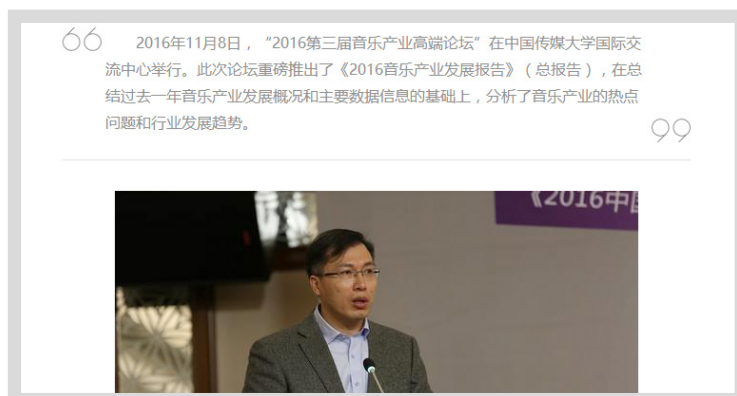 2016年11月8日，“2016第三届音乐产业高端论坛”在中国传媒大学国际交
流中心举行。此次论坛重磅推出了《2016音乐产业发展报告》（总报告），在总
结过去一年音乐产业发展概况和主要数据信息的基础上，分析了音乐产业的热点
问题和行业发展趋势。
《2016中